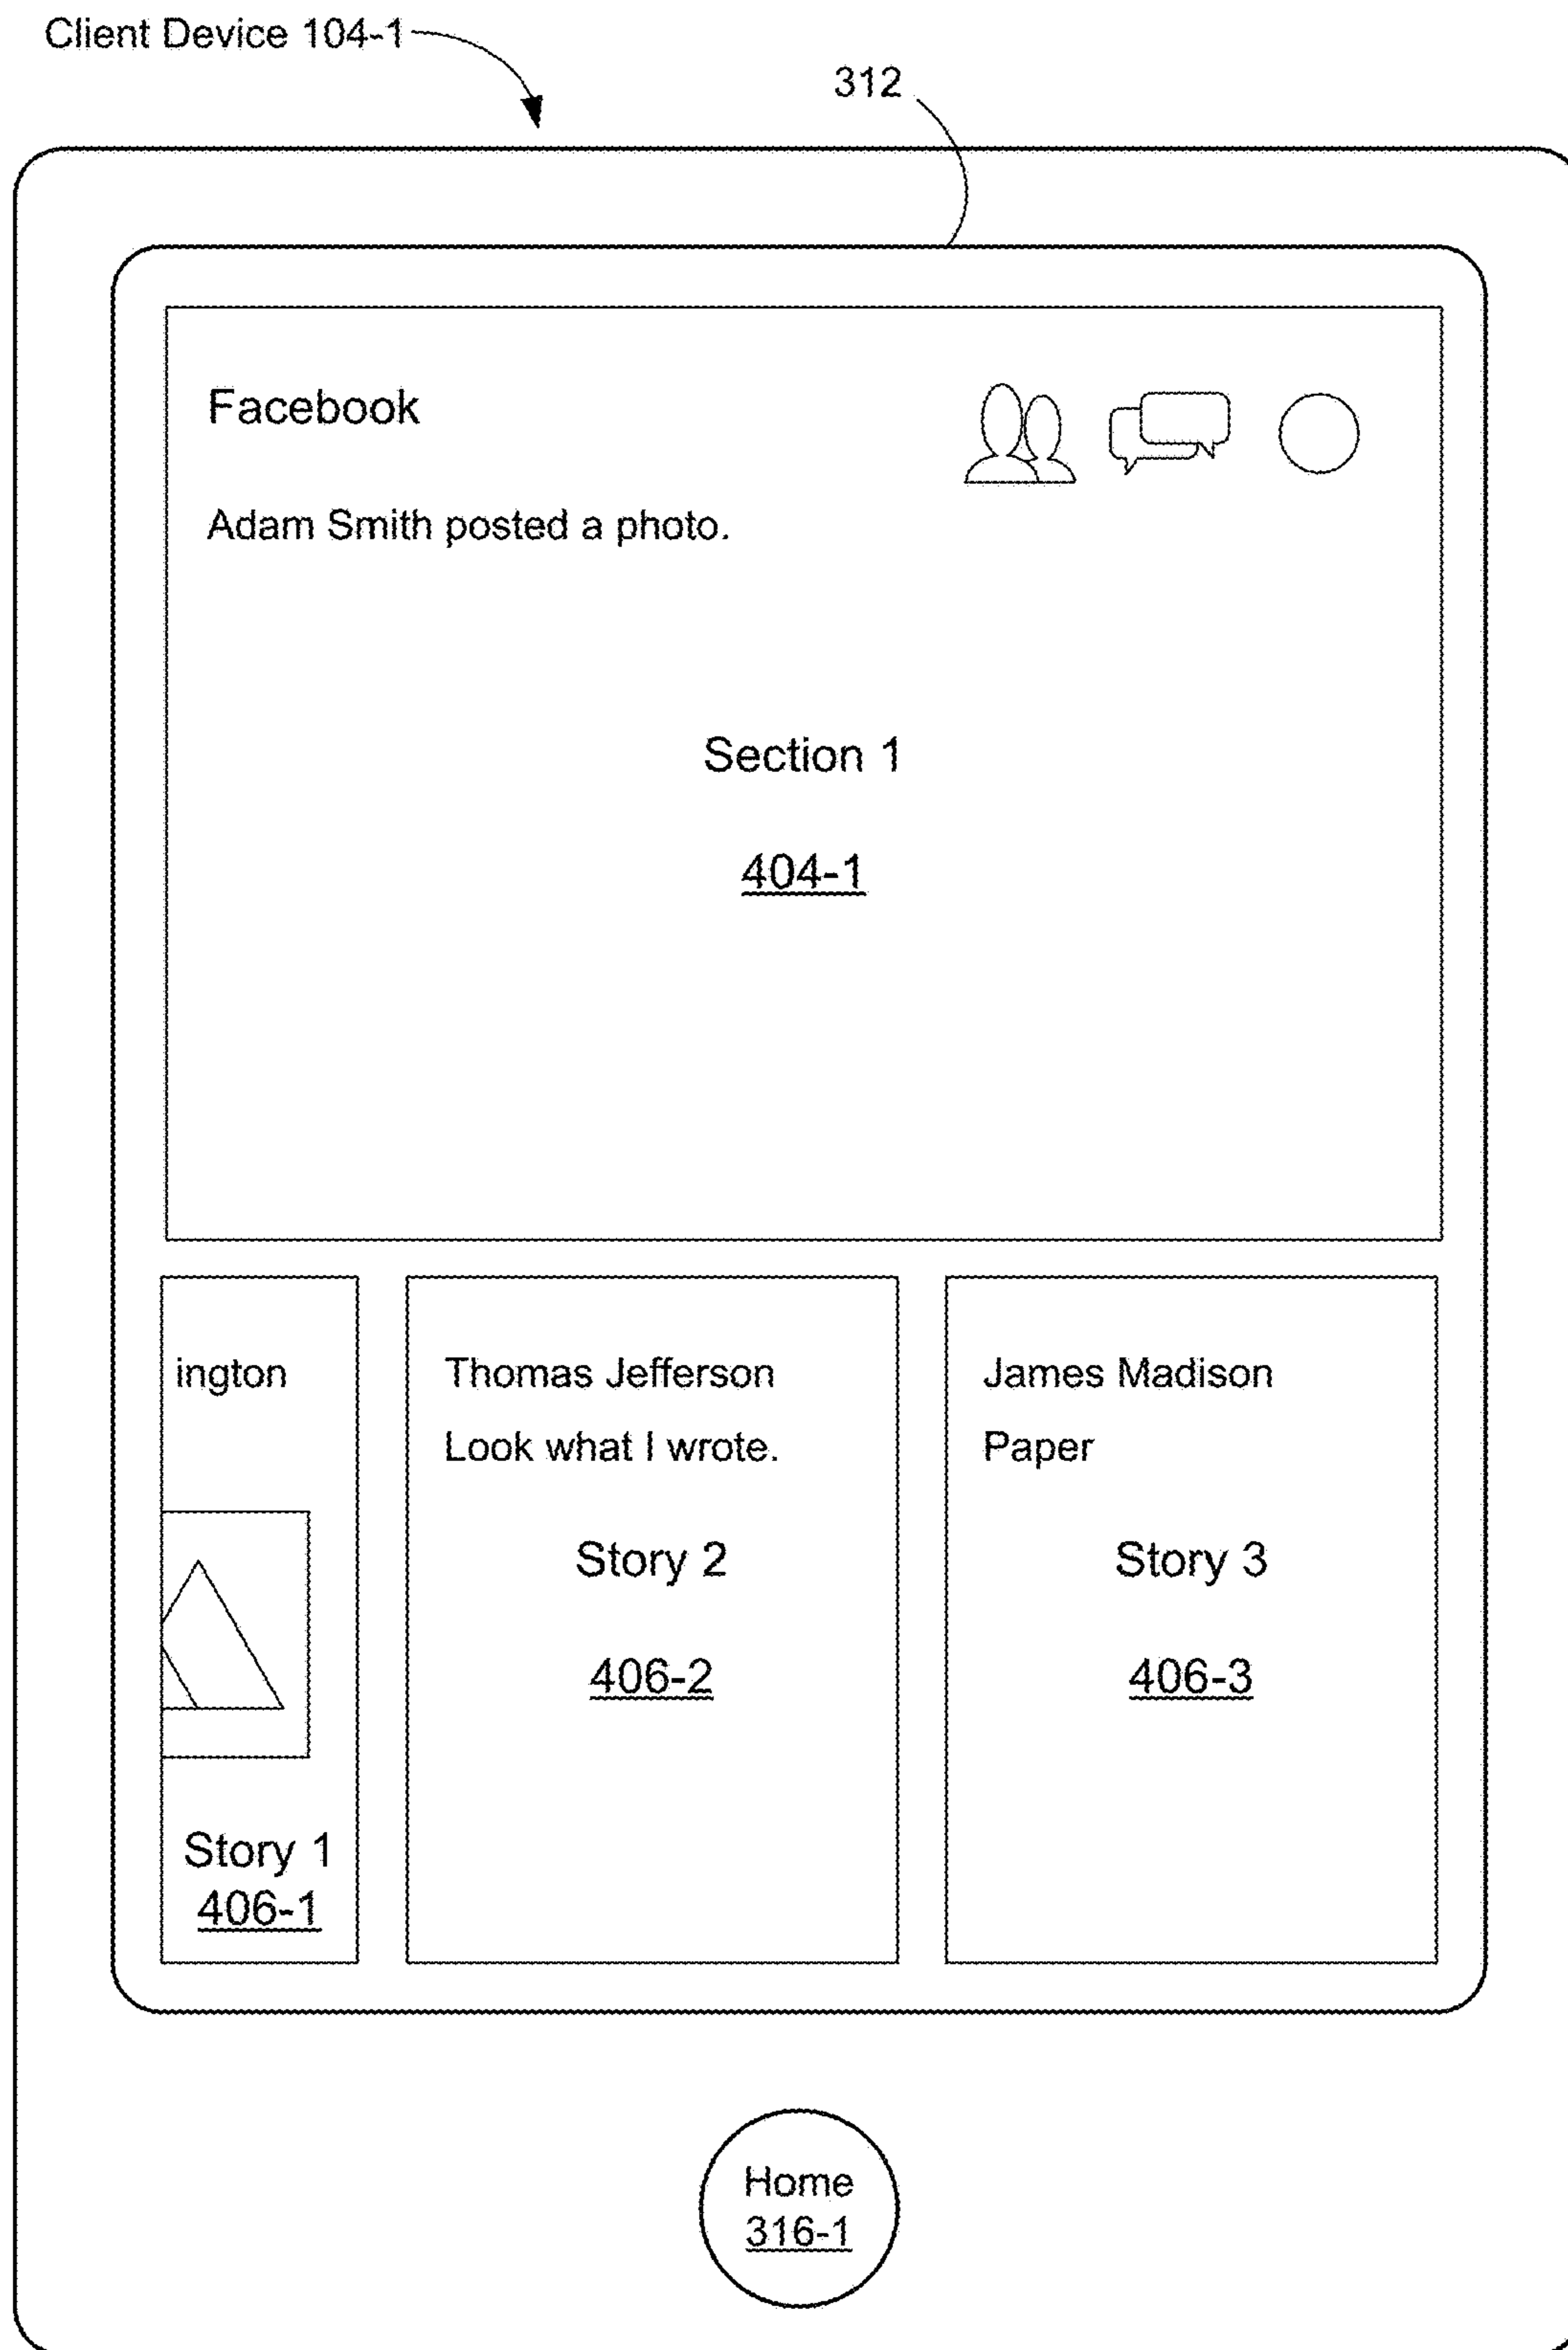 Client Device 104-1
312
Facebook
Adam Smith posted a photo.
Section 1
404-1
ington
Story 1
406-1
Thomas Jefferson
Look what I wrote.
Story 2
406-2
James Madison
Paper
Story 3
406-3
Home
316-1